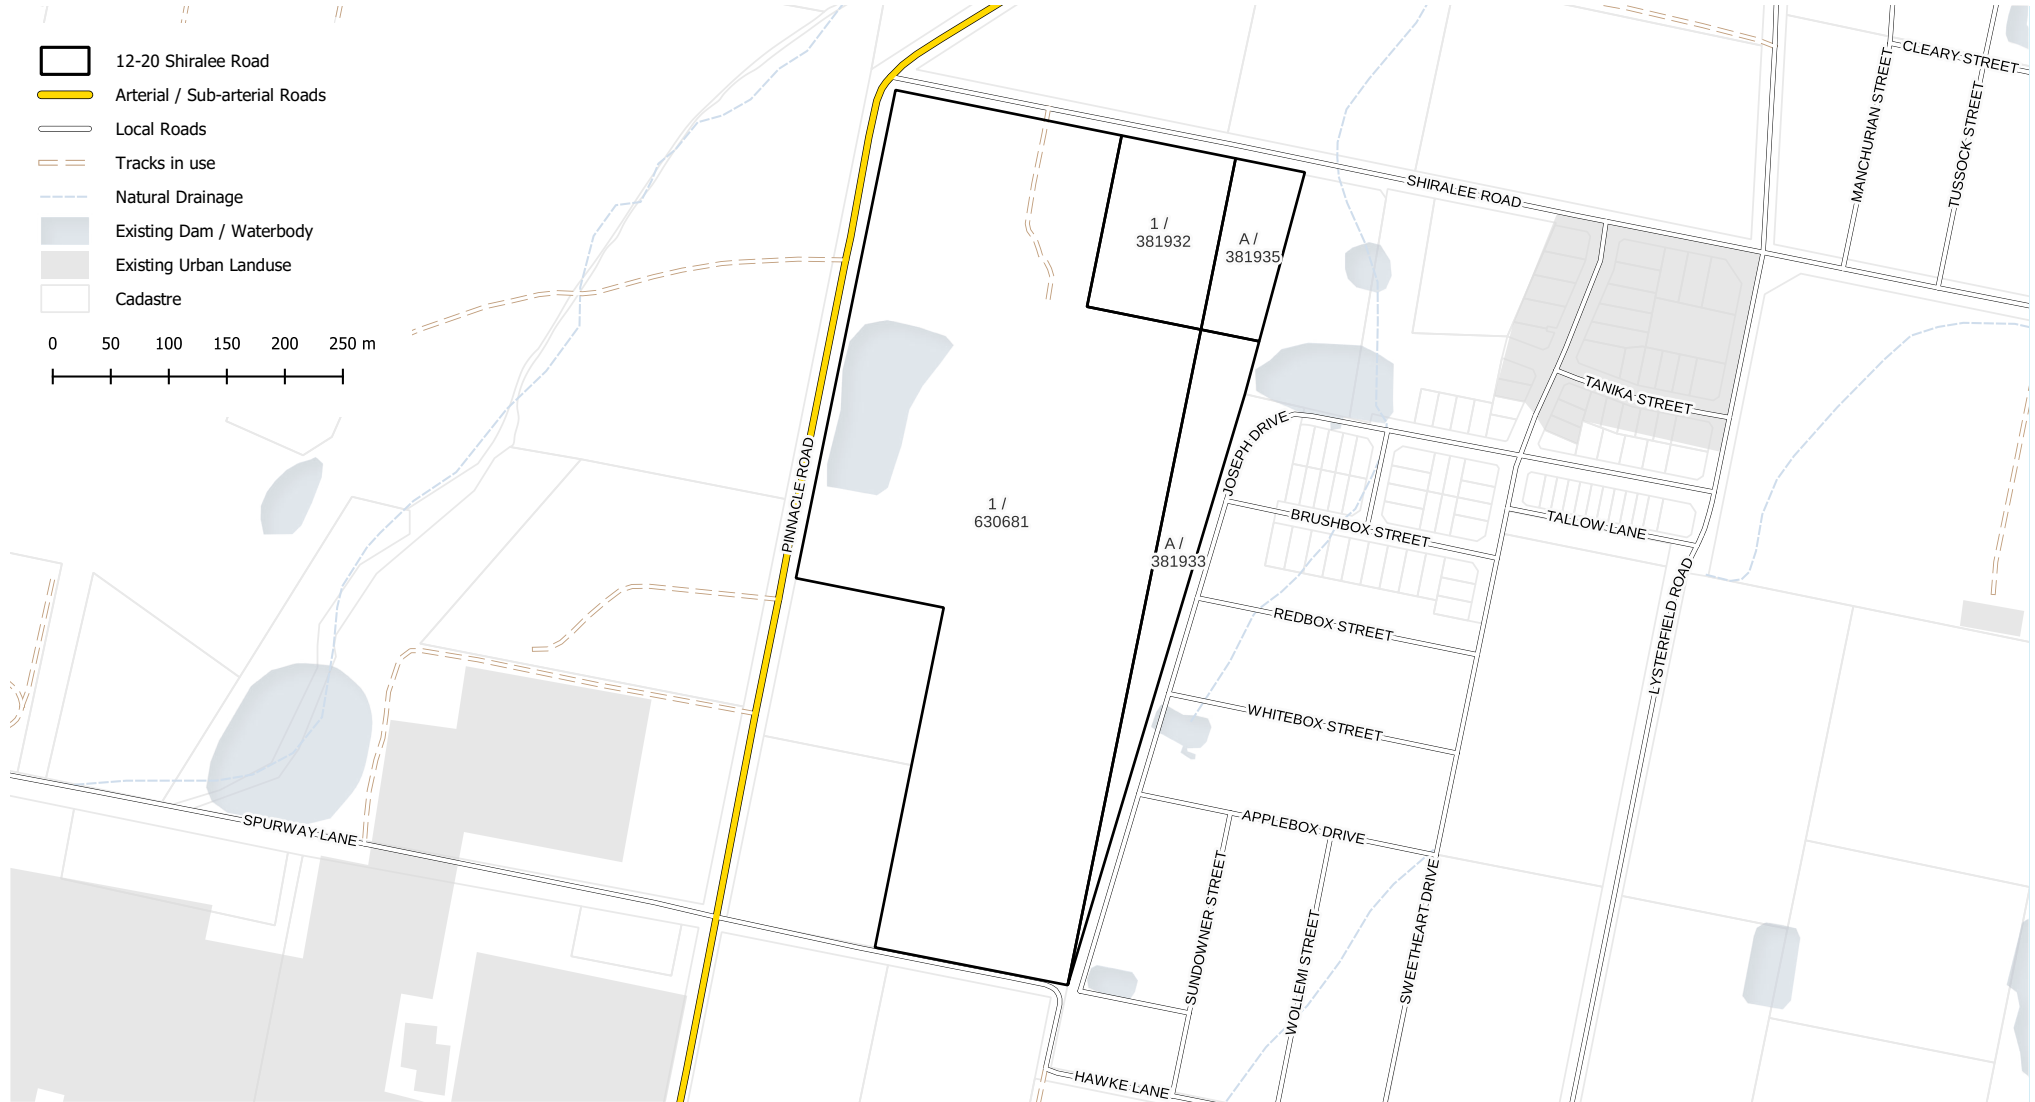 12-20 Shiralee Road
Arterial / Sub-arterial Roads
Local Roads
Tracks in use
Natural Drainage
Existing Dam / Waterbody
Existing Urban Landuse
Cadastre
0 50 100 150 200 250 m
CLEARY STREET
MANCHURIAN STREET
TUSSOCK STREET
SHIRALEE ROAD
1 /
381932
A /
381935
TANIKA STREET
JOSEPH DRIVE
PINNACLE ROAD
1 /
630681
BRUSHBOX STREET
TALLOW LANE
A /
381933
REDBOX STREET
LYSTERFIELD ROAD
WHITEBOX STREET
SPURWAY LANE
APPLEBOX DRIVE
SUNDOWNER STREET
WOLLEMI STREET
SWEETHEART DRIVE
HAWKE LANE